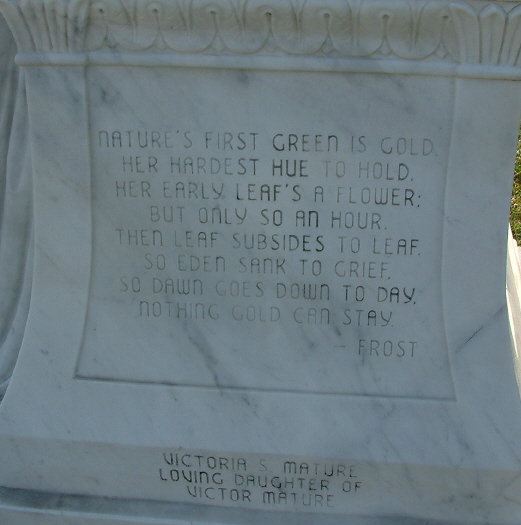 NATURE'S FIRST GREEN IS GOLD.
HER HARDEST HUE TO HOLD.
HER EARLY LEAF'S A FLOWER;
BUT ONLY SO AN HOUR.
THEN LEAF SUBSIDES TO LEAF.
SO EDEN SANK TO GRIEF.
SO DAWN GOES DOWN TO DAY.
NOTHING GOLD CAN STAY.
— FROST
VICTORIA S. MATURE
LOVING DAUGHTER OF
VICTOR MATURE